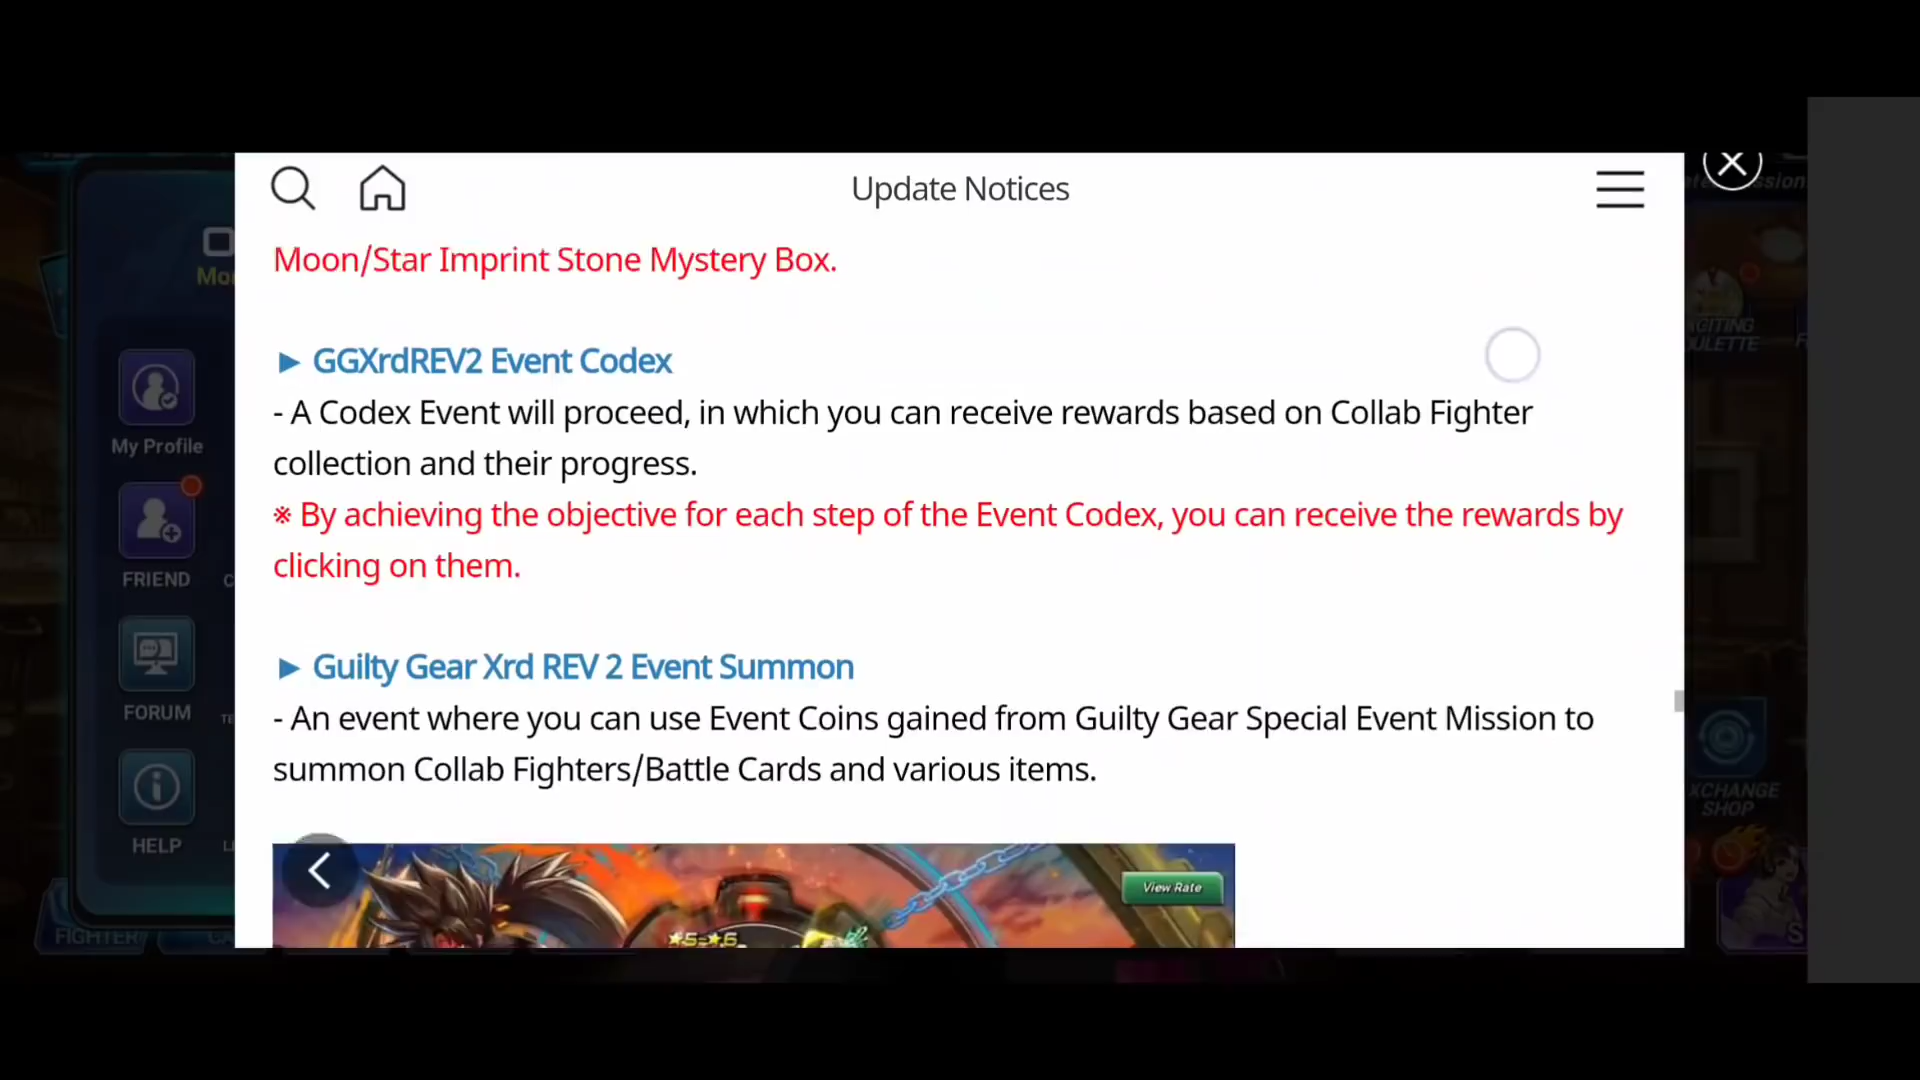 Update Notices
Moon/Star Imprint Stone Mystery Box.
► GGXrdREV2 Event Codex
- A Codex Event will proceed, in which you can receive rewards based on Collab Fighter
collection and their progress.
※ By achieving the objective for each step of the Event Codex, you can receive the rewards by
clicking on them.
► Guilty Gear Xrd REV 2 Event Summon
- An event where you can use Event Coins gained from Guilty Gear Special Event Mission to
summon Collab Fighters/Battle Cards and various items.
View Rate
★5~★6
My Profile
FRIEND
FORUM
HELP
FIGHTER
XCHANGE
SHOP